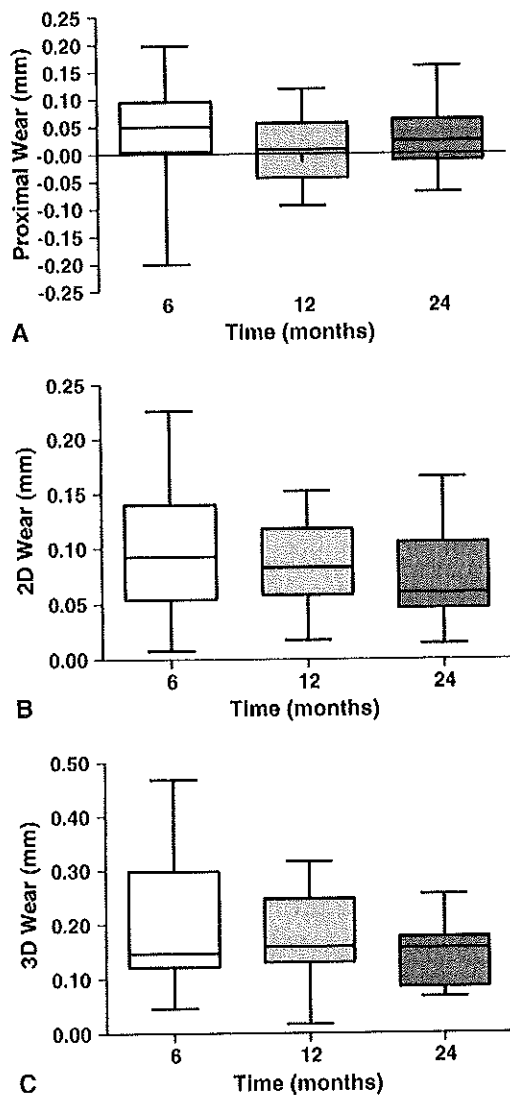 0.25
0.20
0.15
0.10
0.05
-0.00
-0.05
-0.10
-0.15
-0.20
-0.25
Proximal Wear (mm)
6 12 24
Time (months)
A
0.25
0.20
0.15
0.10
0.05
0.00
2D Wear (mm)
6 12 24
Time (months)
B
0.50
0.40
0.30
0.20
0.10
0.00
3D Wear (mm)
6 12 24
Time (months)
C